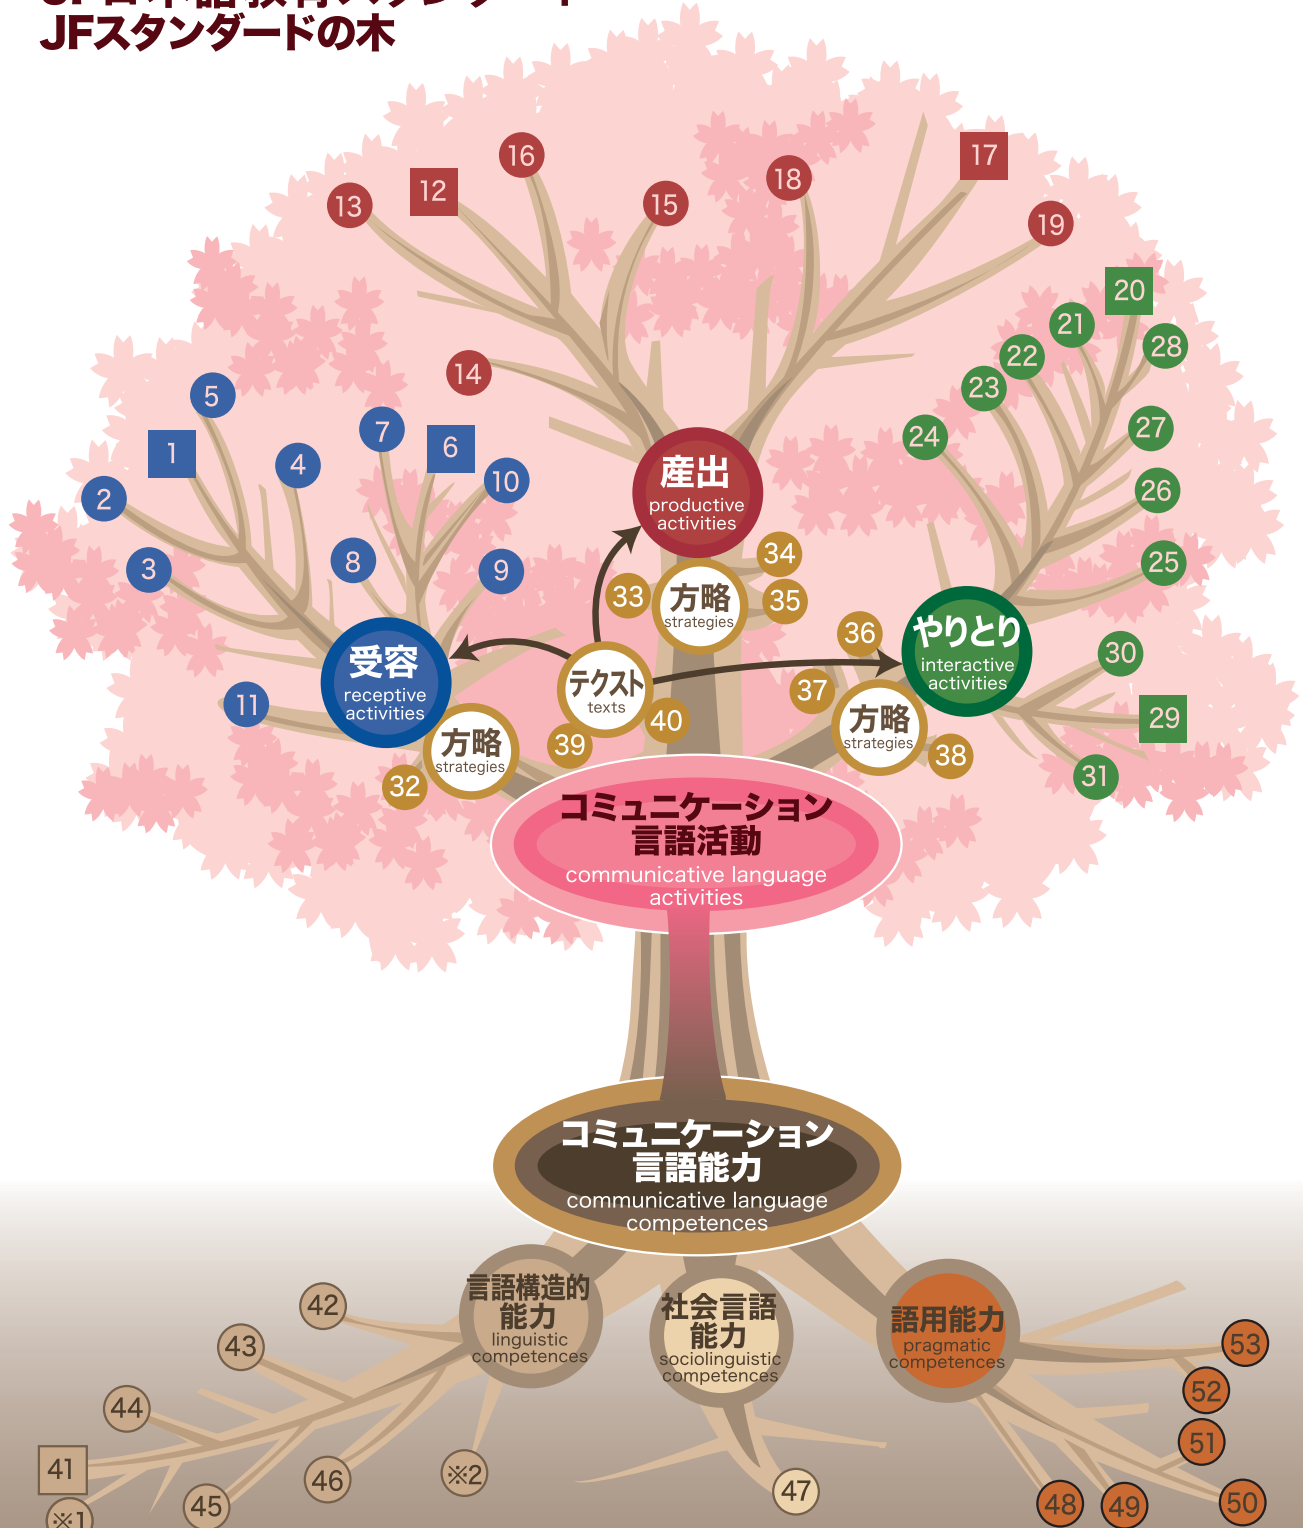 JFスタンダードの木
16
17
12
18
13
15
19
20
21
28
22
14
23
5
7
27
24
1
6
4
産出
10
productive
activities
26
2
34
8
25
3
9
33
方略
strategies
35
36
やりとり
interactive
activities
30
受容
receptive
activities
テクスト
texts
37
11
40
方略
strategies
29
39
方略
strategies
38
32
31
コミュニケーション
言語活動
communicative language
activities
コミュニケーション
言語能力
communicative language
competences
言語構造的
能力
linguistic
competences
社会言語
能力
sociolinguistic
competences
語用能力
pragmatic
competences
42
43
53
52
44
51
41
46
※2
47
45
※1
48
49
50